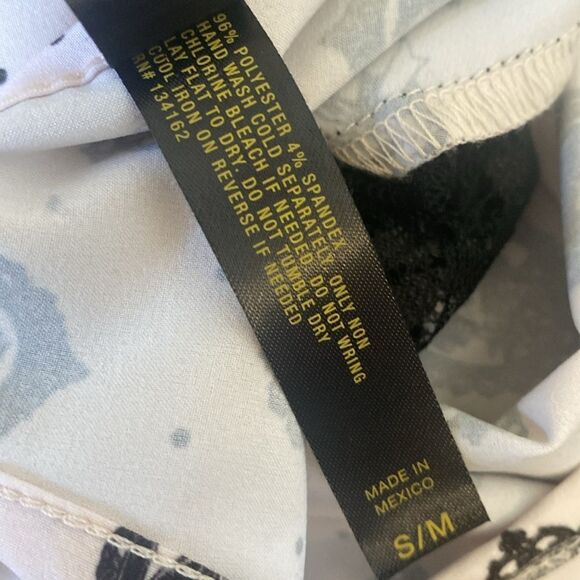 96% POLYESTER 4% SPANDEX
HAND WASH COLD SEPARATELY. ONLY NON
CHLORINE BLEACH IF NEEDED. DO NOT WRING
LAY FLAT TO DRY. DO NOT TUMBLE DRY
COOL IRON ON REVERSE IF NEEDED
RN# 134162
MADE IN
MEXICO
S/M